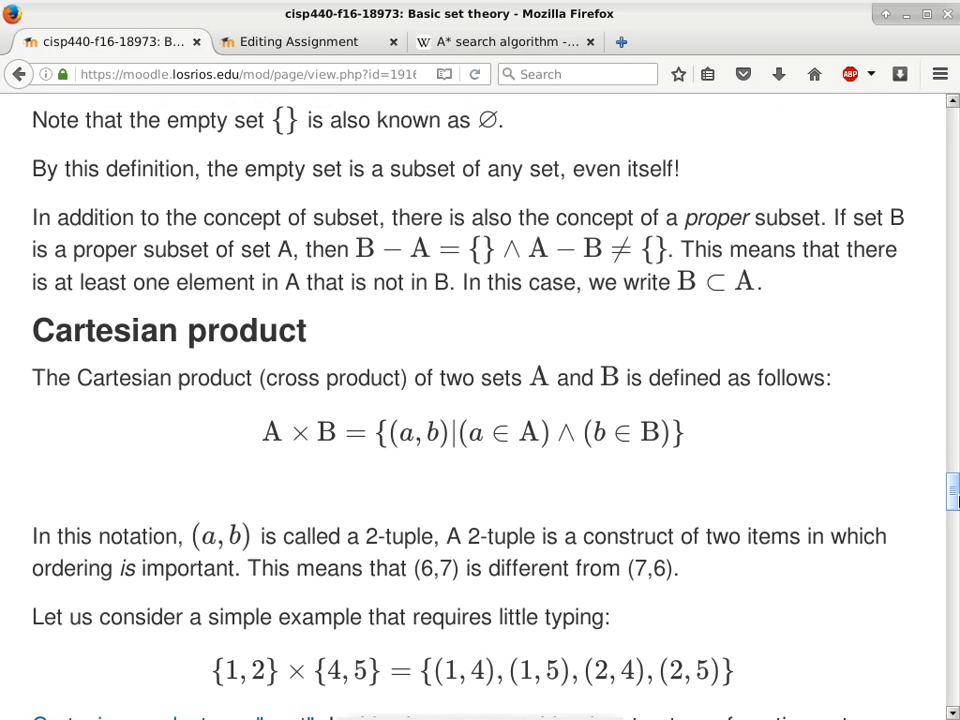 cisp440-f16-18973: Basic set theory - Mozilla Firefox
cisp440-f16-18973: B... × Editing Assignment × W A* search algorithm -... ×
https://moodle.losrios.edu/mod/page/view.php?id=1916 Search ABP
Note that the empty set {} is also known as ∅.
By this definition, the empty set is a subset of any set, even itself!
In addition to the concept of subset, there is also the concept of a proper subset. If set B
is a proper subset of set A, then B − A = {} ∧ A − B ≠ {}. This means that there
is at least one element in A that is not in B. In this case, we write B ⊂ A.
Cartesian product
The Cartesian product (cross product) of two sets A and B is defined as follows:
A × B = {(a, b)|(a ∈ A) ∧ (b ∈ B)}
In this notation, (a, b) is called a 2-tuple, A 2-tuple is a construct of two items in which
ordering is important. This means that (6,7) is different from (7,6).
Let us consider a simple example that requires little typing:
{1, 2} × {4, 5} = {(1, 4), (1, 5), (2, 4), (2, 5)}